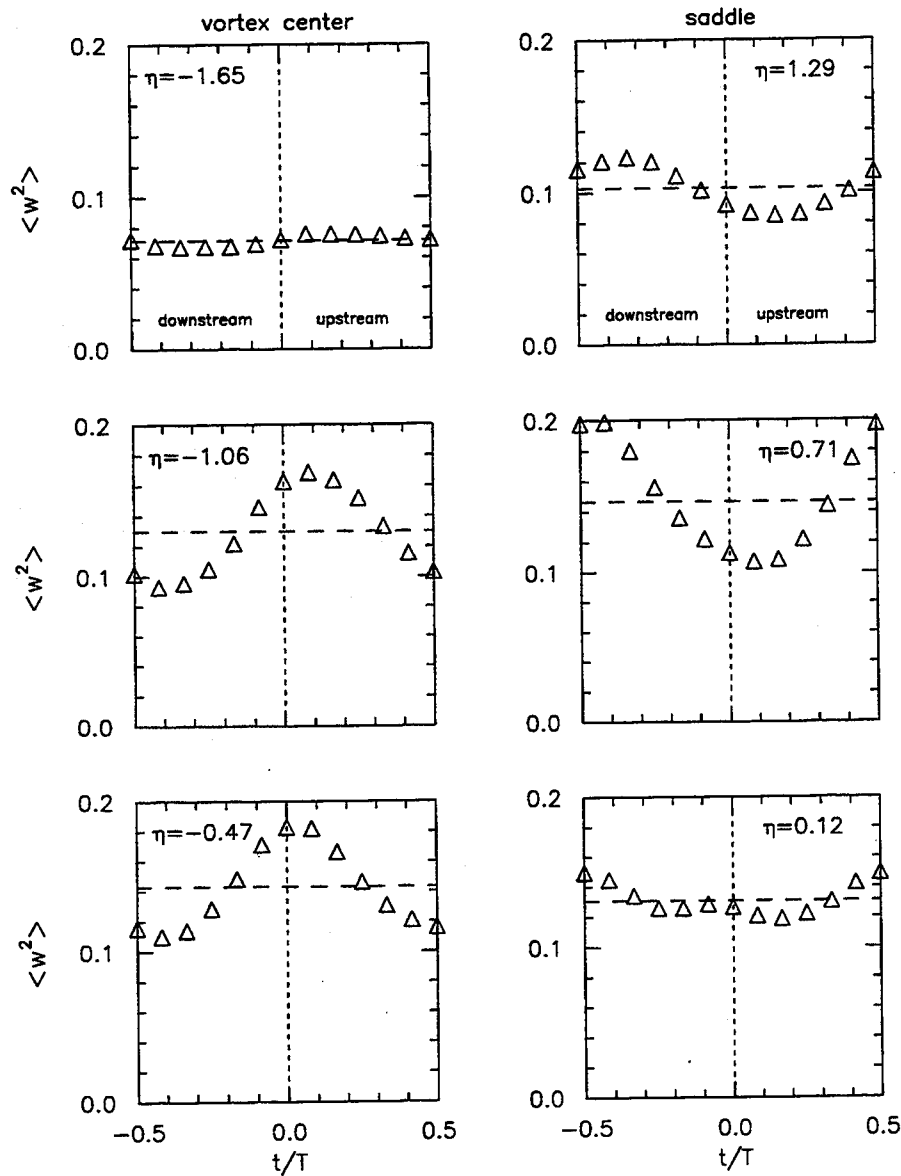 vortex center
saddle
0.2
η=−1.65
<w²>
0.1
downstream
upstream
0.0
0.2
η=1.29
0.1
downstream
upstream
0.0
0.2
η=−1.06
<w²>
0.1
0.0
0.2
η=0.71
0.1
0.0
0.2
η=−0.47
<w²>
0.1
0.0
−0.5
0.0
0.5
t/T
0.2
η=0.12
0.1
0.0
−0.5
0.0
0.5
t/T